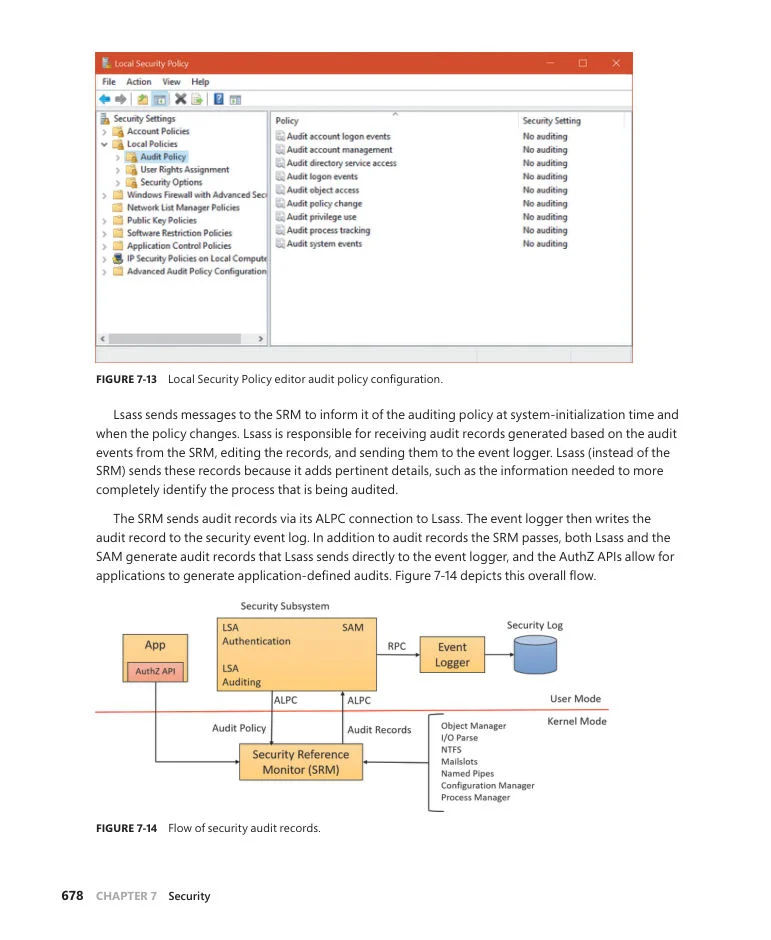 Local Security Policy
File Action View Help
Security Settings
Account Policies
Local Policies
Audit Policy
User Rights Assignment
Security Options
Windows Firewall with Advanced Secu
Network List Manager Policies
Public Key Policies
Software Restriction Policies
Application Control Policies
IP Security Policies on Local Compute
Advanced Audit Policy Configuration
Policy Security Setting
Audit account logon events No auditing
Audit account management No auditing
Audit directory service access No auditing
Audit logon events No auditing
Audit object access No auditing
Audit policy change No auditing
Audit privilege use No auditing
Audit process tracking No auditing
Audit system events No auditing
FIGURE 7-13 Local Security Policy editor audit policy configuration.
Lsass sends messages to the SRM to inform it of the auditing policy at system-initialization time and
when the policy changes. Lsass is responsible for receiving audit records generated based on the audit
events from the SRM, editing the records, and sending them to the event logger. Lsass (instead of the
SRM) sends these records because it adds pertinent details, such as the information needed to more
completely identify the process that is being audited.
The SRM sends audit records via its ALPC connection to Lsass. The event logger then writes the
audit record to the security event log. In addition to audit records the SRM passes, both Lsass and the
SAM generate audit records that Lsass sends directly to the event logger, and the AuthZ APIs allow for
applications to generate application-defined audits. Figure 7-14 depicts this overall flow.
Security Subsystem
LSA
Authentication
SAM
LSA
Auditing
App
AuthZ API
RPC
Event
Logger
Security Log
ALPC
ALPC
User Mode
Kernel Mode
Audit Policy
Audit Records
Security Reference
Monitor (SRM)
Object Manager
I/O Parse
NTFS
Mailslots
Named Pipes
Configuration Manager
Process Manager
FIGURE 7-14 Flow of security audit records.
678 CHAPTER 7 Security